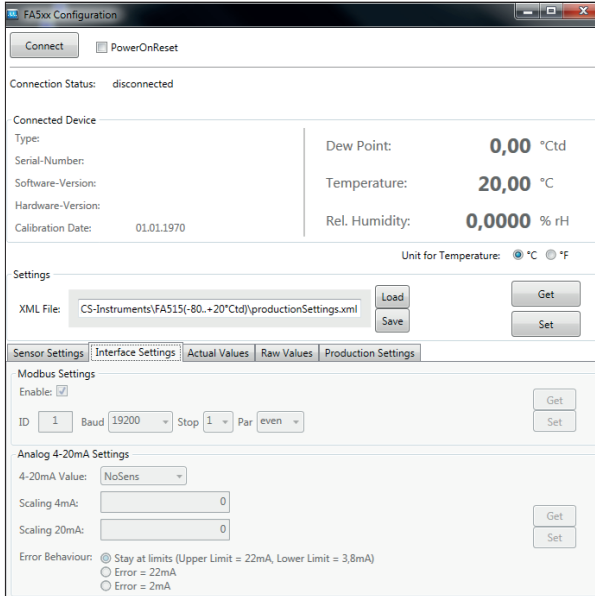 FA5xx Configuration
Connect PowerOnReset
Connection Status: disconnected
Connected Device
Type:
Serial-Number:
Software-Version:
Hardware-Version:
Calibration Date: 01.01.1970
Dew Point: 0,00 °Ctd
Temperature: 20,00 °C
Rel. Humidity: 0,0000 % rH
Unit for Temperature: °C °F
Settings
XML File: CS-Instruments\FA515(-80..+20°Ctd)\productionSettings.xml
Load
Save
Get
Set
Sensor Settings Interface Settings Actual Values Raw Values Production Settings
Modbus Settings
Enable:
ID 1 Baud 19200 Stop 1 Par even
Get
Set
Analog 4-20mA Settings
4-20mA Value: NoSens
Scaling 4mA: 0
Scaling 20mA: 0
Get
Set
Error Behaviour: Stay at limits (Upper Limit = 22mA, Lower Limit = 3,8mA)
Error = 22mA
Error = 2mA